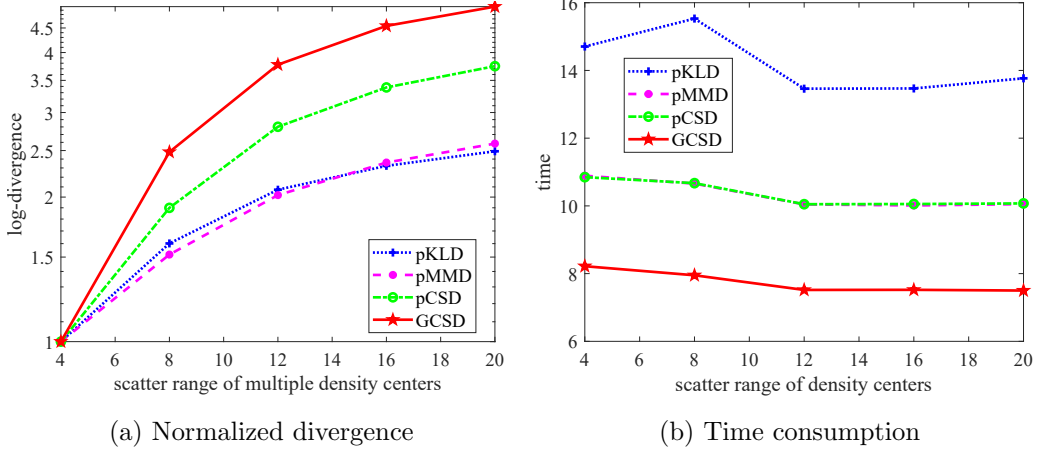 4.5
4
3.5
3
2.5
2
1.5
1
log-divergence
pKLD
pMMD
pCSD
GCSD
4 6 8 10 12 14 16 18 20
scatter range of multiple density centers
(a) Normalized divergence
16
14
12
10
8
6
time
pKLD
pMMD
pCSD
GCSD
4 6 8 10 12 14 16 18 20
scatter range of density centers
(b) Time consumption